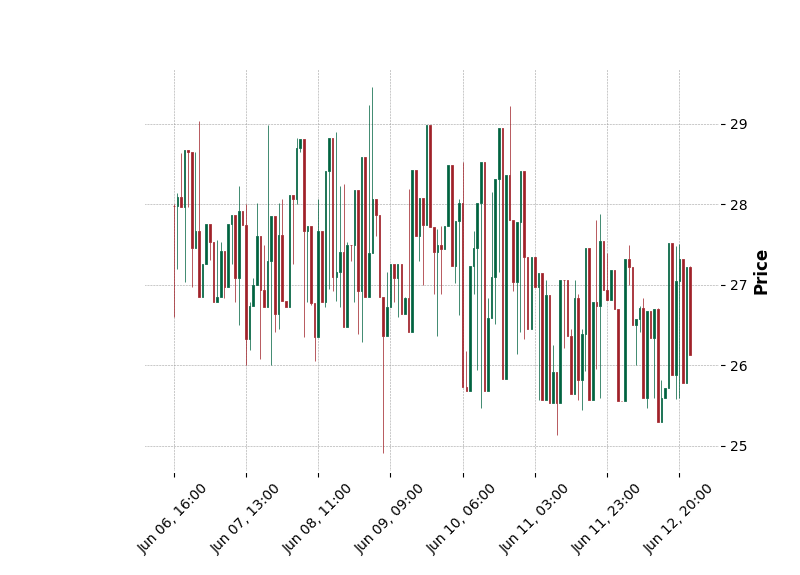 29
28
27
26
25
Price
Jun 06, 16:00
Jun 07, 13:00
Jun 08, 11:00
Jun 09, 09:00
Jun 10, 06:00
Jun 11, 03:00
Jun 11, 23:00
Jun 12, 20:00